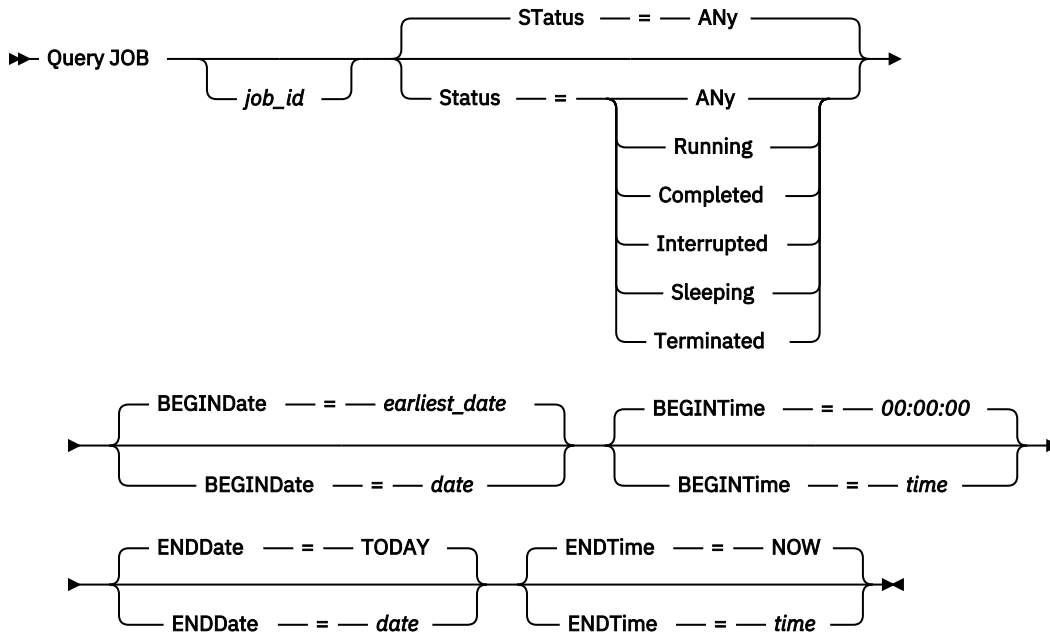 STatus = ANy
Query JOB
job_id
Status = ANy
Running
Completed
Interrupted
Sleeping
Terminated
BEGINDate = earliest_date
BEGINTime = 00:00:00
BEGINDate = date
BEGINTime = time
ENDDate = TODAY
ENDTime = NOW
ENDDate = date
ENDTime = time